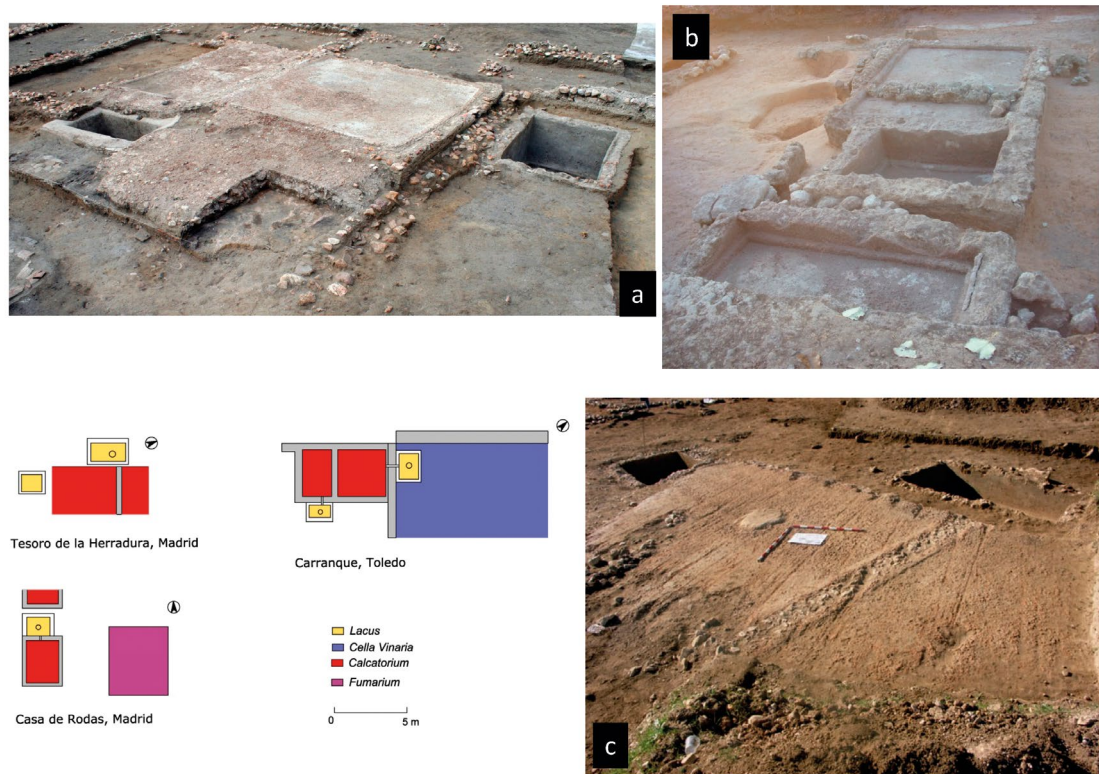 a
b
Tesoro de la Herradura, Madrid
Carranque, Toledo
Casa de Rodas, Madrid
Lacus
Cella Vinaria
Calcatorium
Fumarium
0 5 m
c